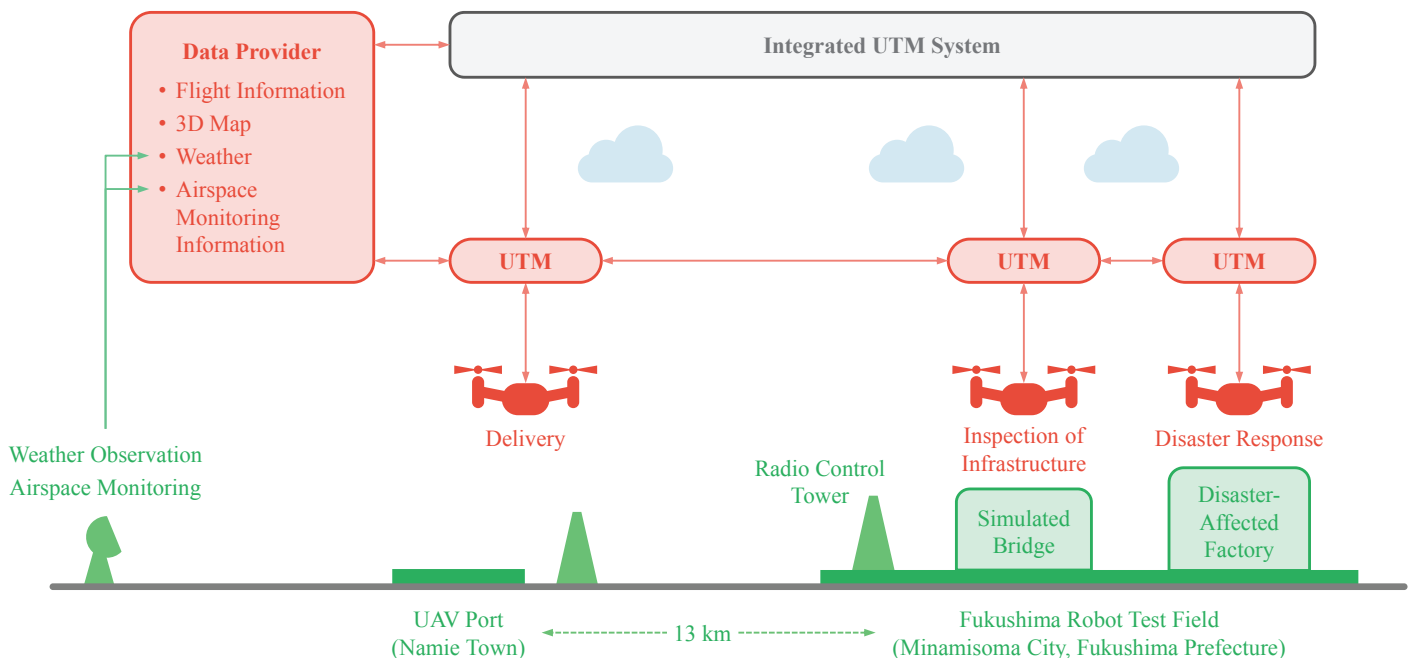 Data Provider
• Flight Information
• 3D Map
• Weather
• Airspace
Monitoring
Information
Integrated UTM System
UTM
UTM
UTM
Delivery
Inspection of
Infrastructure
Disaster Response
Weather Observation
Airspace Monitoring
Radio Control
Tower
Simulated
Bridge
Disaster-
Affected
Factory
UAV Port
(Namie Town)
13 km
Fukushima Robot Test Field
(Minamisoma City, Fukushima Prefecture)